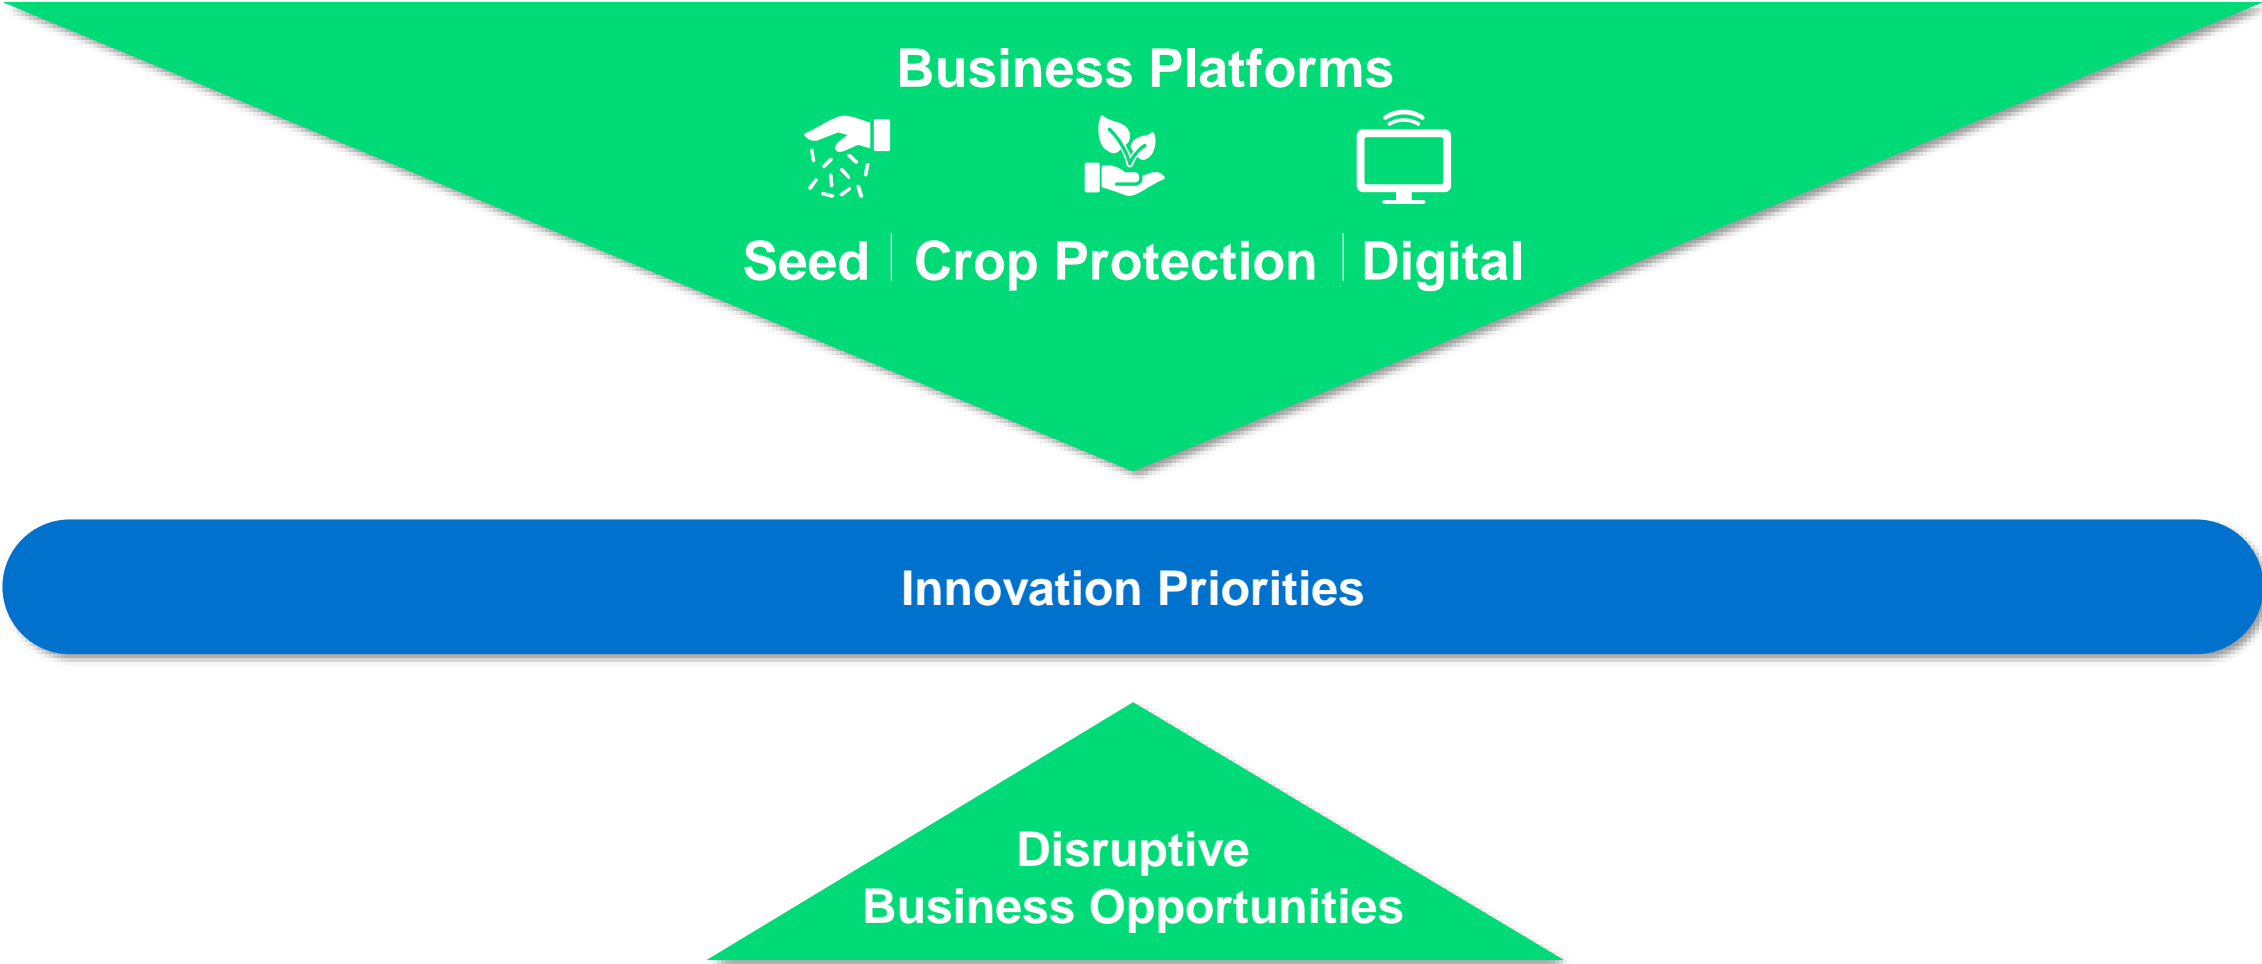 Business Platforms
Seed | Crop Protection | Digital
Innovation Priorities
Disruptive
Business Opportunities